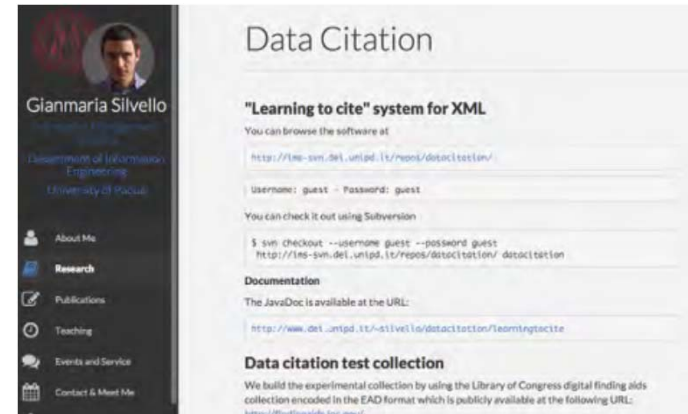 Gianmaria Silvello
Department of Information
Engineering
University of Padua
About Me
Research
Publications
Teaching
Events and Service
Contact & Meet Me
Data Citation
"Learning to cite" system for XML
You can browse the software at
http://ims-svn.dei.unipd.it/repos/datacitation/
Username: guest - Password: guest
You can check it out using Subversion
$ svn checkout --username guest --password guest
http://ims-svn.dei.unipd.it/repos/datacitation/ datacitation
Documentation
The JavaDoc is available at the URL:
http://www.dei.unipd.it/~silvello/datacitation/learningtocite
Data citation test collection
We build the experimental collection by using the Library of Congress digital finding aids
collection encoded in the EAD format which is publicly available at the following URL: